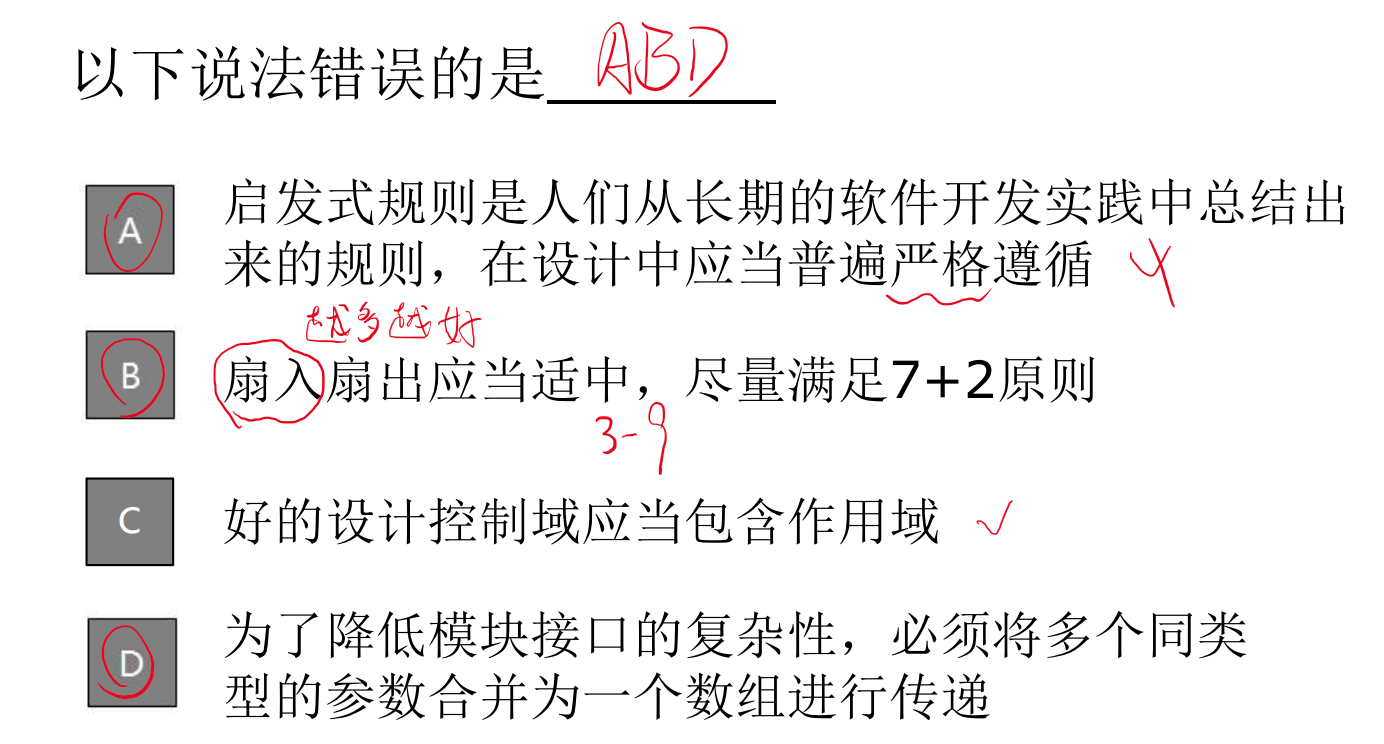 以下说法错误的是 ABD
A 启发式规则是人们从长期的软件开发实践中总结出
来的规则，在设计中应当普遍严格遵循
越多越好
B 扇入扇出应当适中，尽量满足7+2原则
3-9
C 好的设计控制域应当包含作用域 ✓
D 为了降低模块接口的复杂性，必须将多个同类
型的参数合并为一个数组进行传递